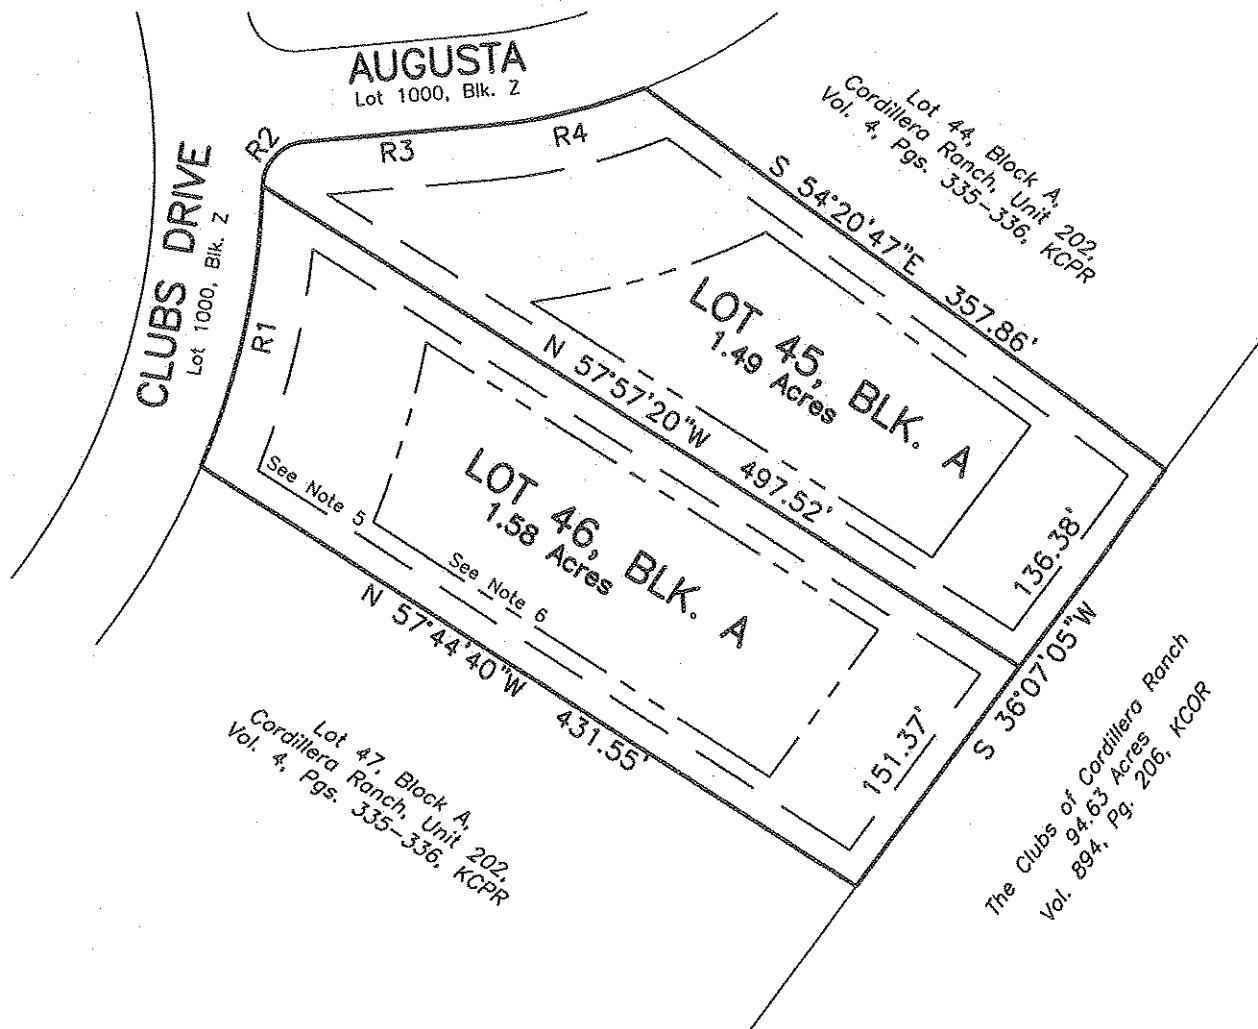 AUGUSTA
Lot 1000, Blk. Z
R2
R3
R4
CLUBS DRIVE
Lot 1000, Blk. Z
R1
Lot 44, Block A,
Cordillera Ranch, Unit 202,
Vol. 4, Pgs. 335-336, KCPR
S 54°20'47"E 357.86'
LOT 45, BLK. A
1.49 Acres
N 57°57'20"W 497.52'
136.38'
LOT 46, BLK. A
1.58 Acres
See Note 5
See Note 6
N 57°44'40"W 431.55'
151.37'
S 36°07'05"W
Lot 47, Block A,
Cordillera Ranch, Unit 202,
Vol. 4, Pgs. 335-336, KCPR
The Clubs of Cordillera Ranch
94.63 Acres
Vol. 894, Pg. 206, KCOR